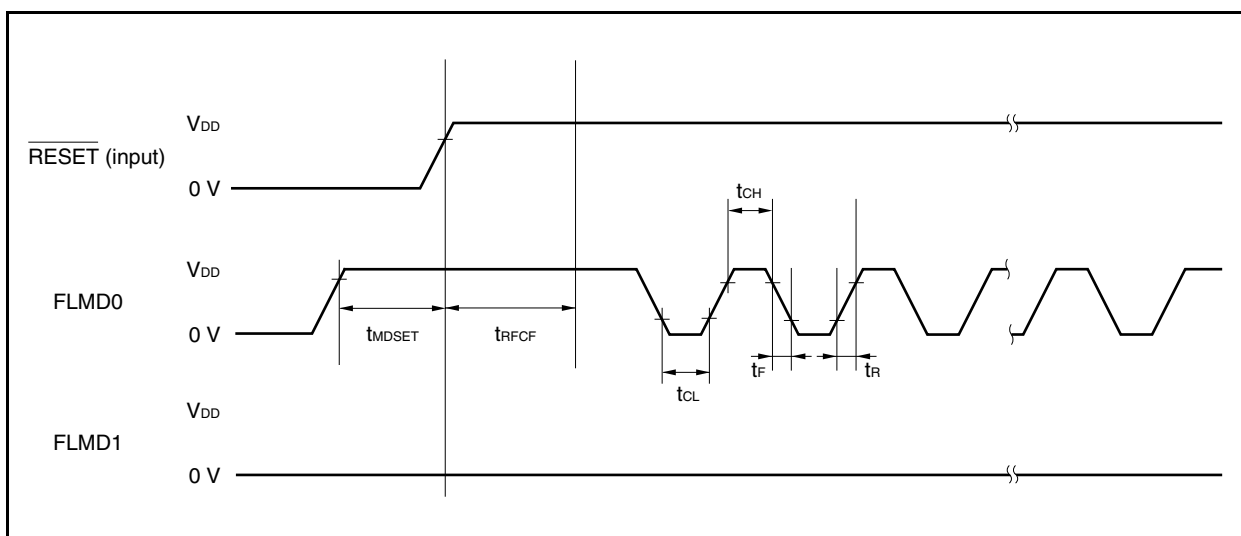 VDD
RESET (input)
0 V
tCH
VDD
FLMD0
0 V
tMDSET
tRFCF
tF
tR
tCL
VDD
FLMD1
0 V